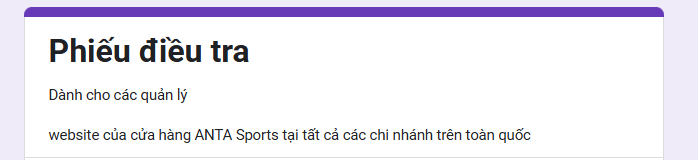 Phiếu điều tra
Dành cho các quản lý
website của cửa hàng ANTA Sports tại tất cả các chi nhánh trên toàn quốc